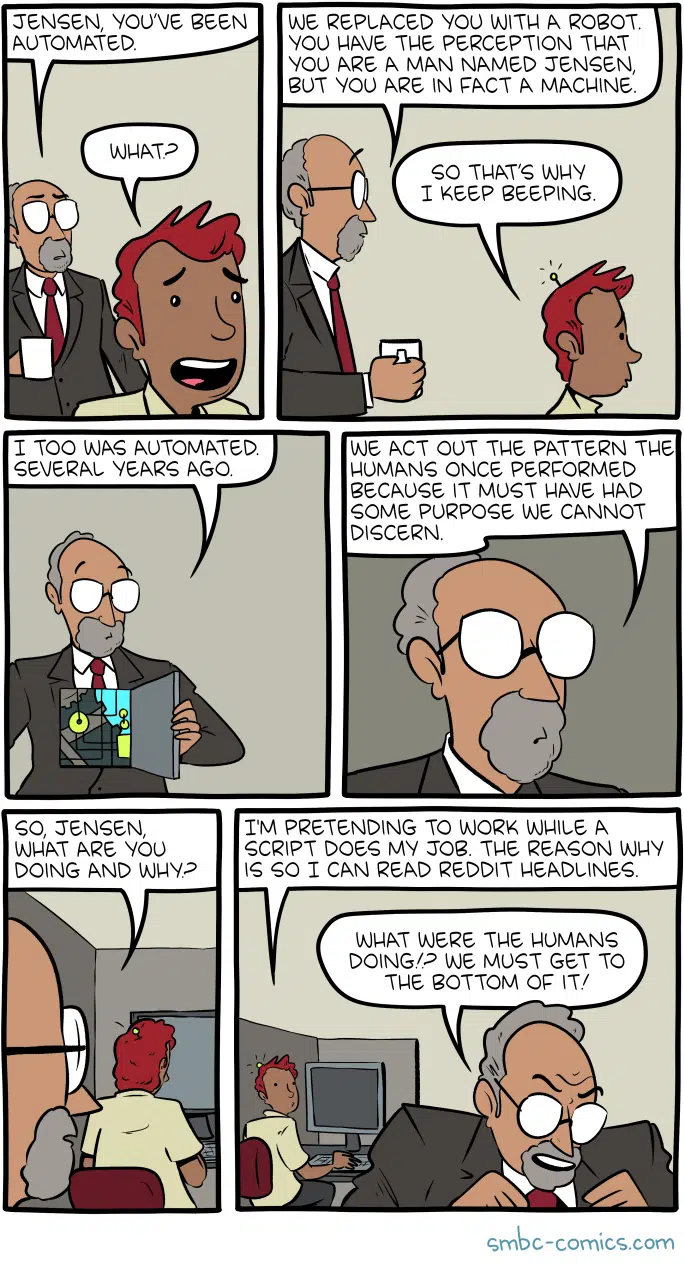 JENSEN, YOU'VE BEEN
AUTOMATED.
WHAT?
WE REPLACED YOU WITH A ROBOT.
YOU HAVE THE PERCEPTION THAT
YOU ARE A MAN NAMED JENSEN,
BUT YOU ARE IN FACT A MACHINE.
SO THAT'S WHY
I KEEP BEEPING.
I TOO WAS AUTOMATED.
SEVERAL YEARS AGO.
WE ACT OUT THE PATTERN THE
HUMANS ONCE PERFORMED
BECAUSE IT MUST HAVE HAD
SOME PURPOSE WE CANNOT
DISCERN.
SO, JENSEN,
WHAT ARE YOU
DOING AND WHY?
I'M PRETENDING TO WORK WHILE A
SCRIPT DOES MY JOB. THE REASON WHY
IS SO I CAN READ REDDIT HEADLINES.
WHAT WERE THE HUMANS
DOING!? WE MUST GET TO
THE BOTTOM OF IT!
smbc-comics.com